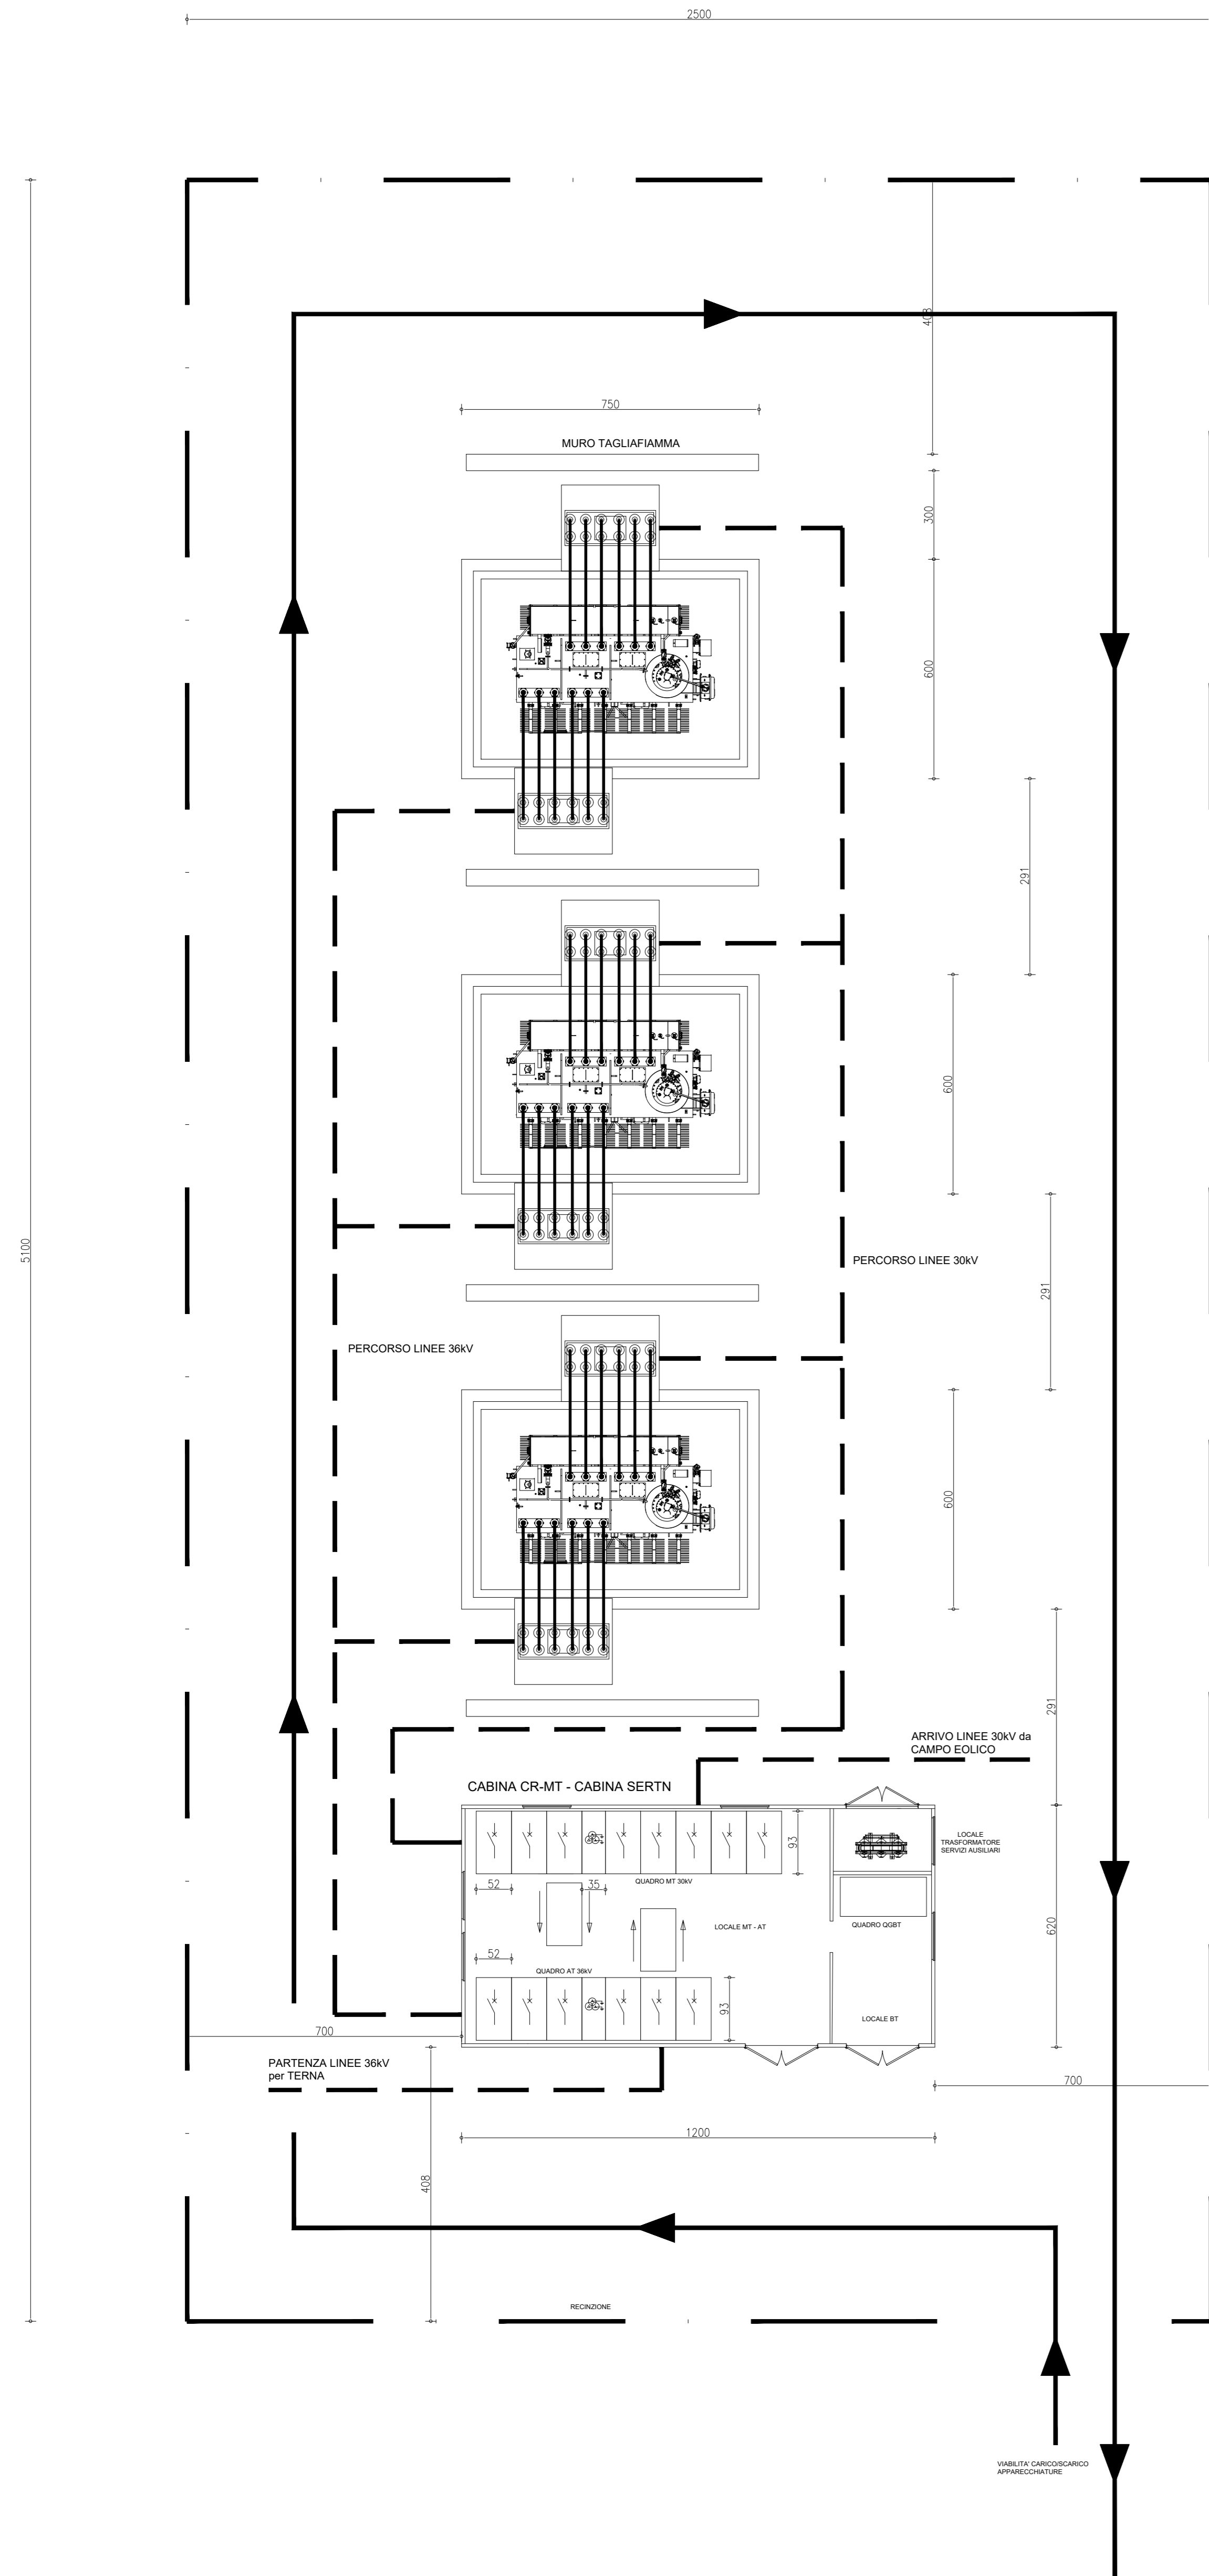 2500
408
750
MURO TAGLIAFIAMMA
300
600
291
600
5100
PERCORSO LINEE 30kV
291
PERCORSO LINEE 36kV
600
291
ARRIVO LINEE 30kV da
CAMPO EOLICO
CABINA CR-MT - CABINA SERTN
93
LOCALE
TRASFORMATORE
SERVIZI AUSILIARI
QUADRO MT 30kV
52
35
QUADRO QGBT
LOCALE MT - AT
620
52
QUADRO AT 36kV
93
LOCALE BT
700
PARTENZA LINEE 36kV
per TERNA
700
1200
408
RECINZIONE
VIABILITA' CARICO/SCARICO
APPARECCHIATURE